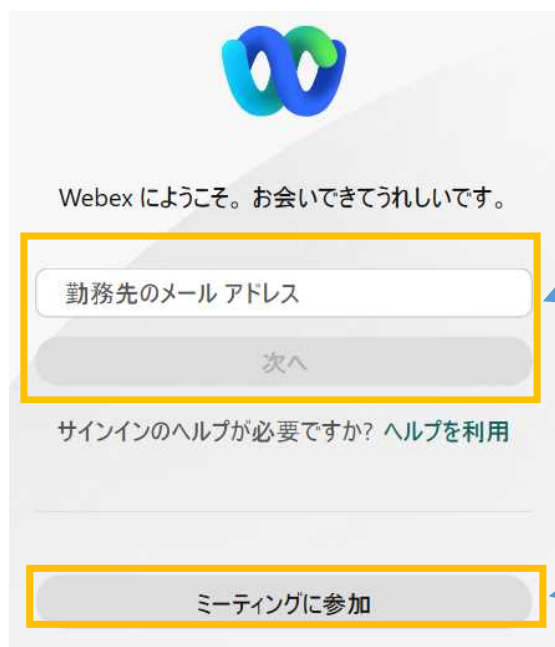 Webex にようこそ。お会いできてうれしいです。
勤務先のメール アドレス
次へ
サインインのヘルプが必要ですか? ヘルプを利用
ミーティングに参加